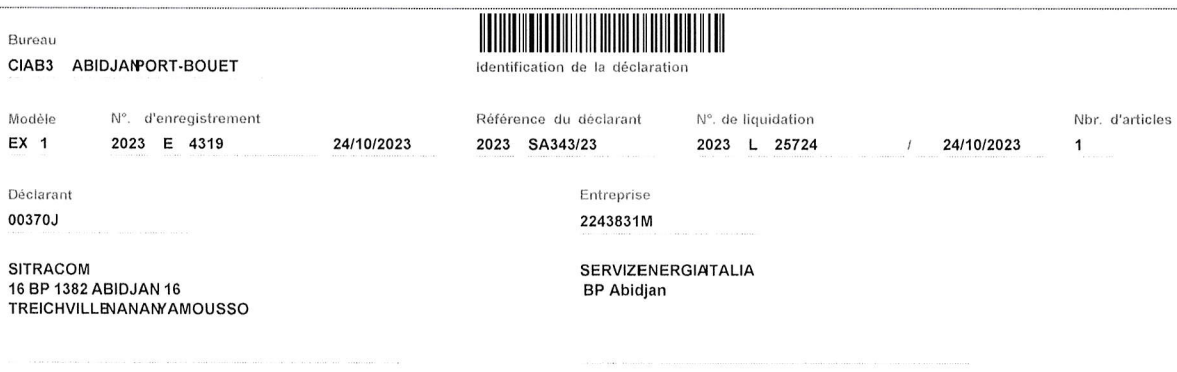 Bureau
CIAB3 ABIDJANPORT-BOUET
Identification de la déclaration
Modèle N°. d'enregistrement Référence du déclarant N°. de liquidation Nbr. d'articles
EX 1 2023 E 4319 24/10/2023 2023 SA343/23 2023 L 25724 / 24/10/2023 1
Déclarant Entreprise
00370J 2243831M
SITRACOM SERVIZENERGIAITALIA
16 BP 1382 ABIDJAN 16 BP Abidjan
TREICHVILLENANANYAMOUSSO